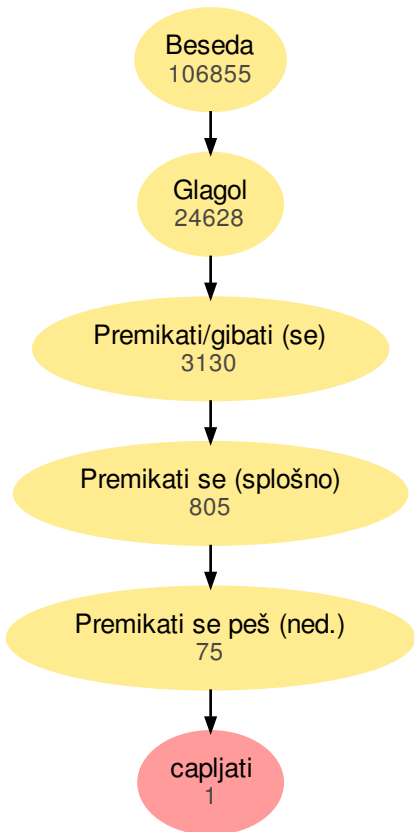 Beseda
106855
Glagol
24628
Premikati/gibati (se)
3130
Premikati se (splošno)
805
Premikati se peš (ned.)
75
capljati
1